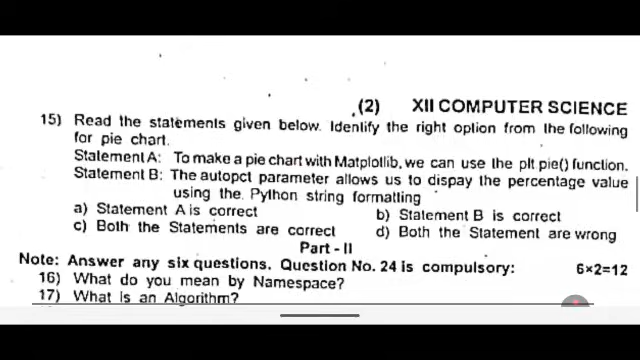 (2) XII COMPUTER SCIENCE
15) Read the statements given below. Identify the right option from the following
for pie chart.
Statement A: To make a pie chart with Matplotlib, we can use the plt pie() function.
Statement B: The autopct parameter allows us to dispay the percentage value
using the Python string formatting
a) Statement A is correct b) Statement B is correct
c) Both the Statements are correct d) Both the Statement are wrong
Part - II
Note: Answer any six questions. Question No. 24 is compulsory: 6×2=12
16) What do you mean by Namespace?
17) What is an Algorithm?